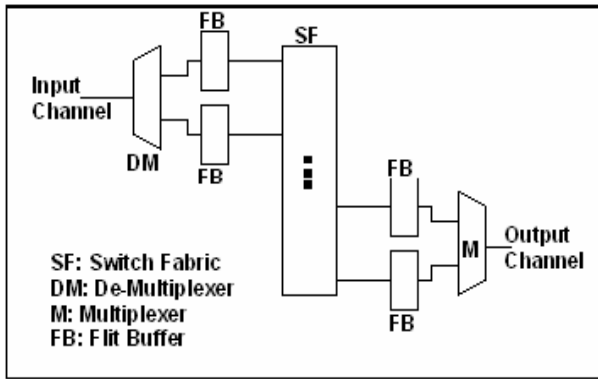 FB
SF
Input
Channel
DM
FB
FB
M
Output
Channel
FB
SF: Switch Fabric
DM: De-Multiplexer
M: Multiplexer
FB: Flit Buffer